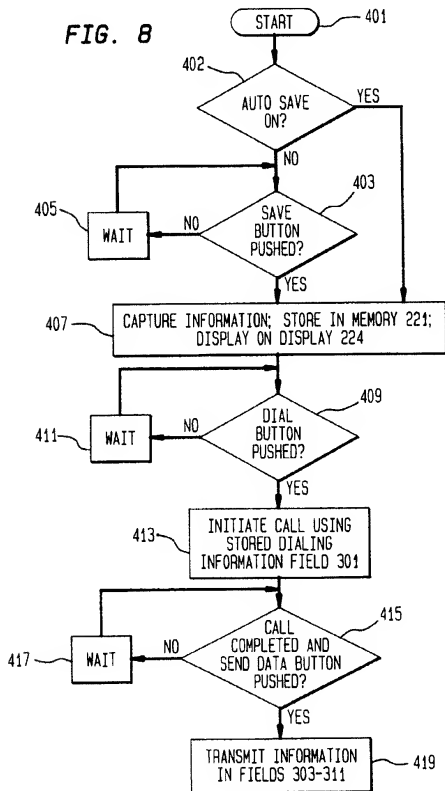 FIG. 8
START
401
402
AUTO SAVE
ON?
YES
NO
403
405
WAIT
NO
SAVE
BUTTON
PUSHED?
YES
407
CAPTURE INFORMATION; STORE IN MEMORY 221;
DISPLAY ON DISPLAY 224
409
411
WAIT
NO
DIAL
BUTTON
PUSHED?
YES
413
INITIATE CALL USING
STORED DIALING
INFORMATION FIELD 301
415
417
WAIT
NO
CALL
COMPLETED AND
SEND DATA BUTTON
PUSHED?
YES
TRANSMIT INFORMATION
IN FIELDS 303-311
419